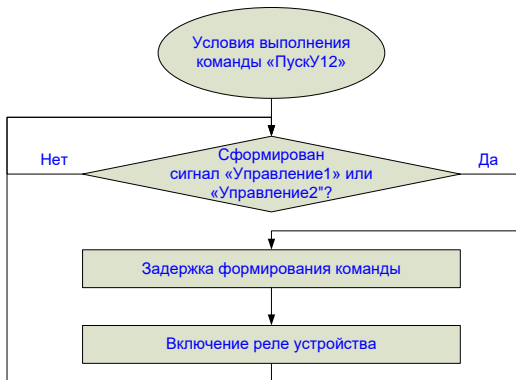 Условия выполнения
команды «ПускУ12»
Сформирован
сигнал «Управление1» или
«Управление2"?
Нет
Да
Задержка формирования команды
Включение реле устройства